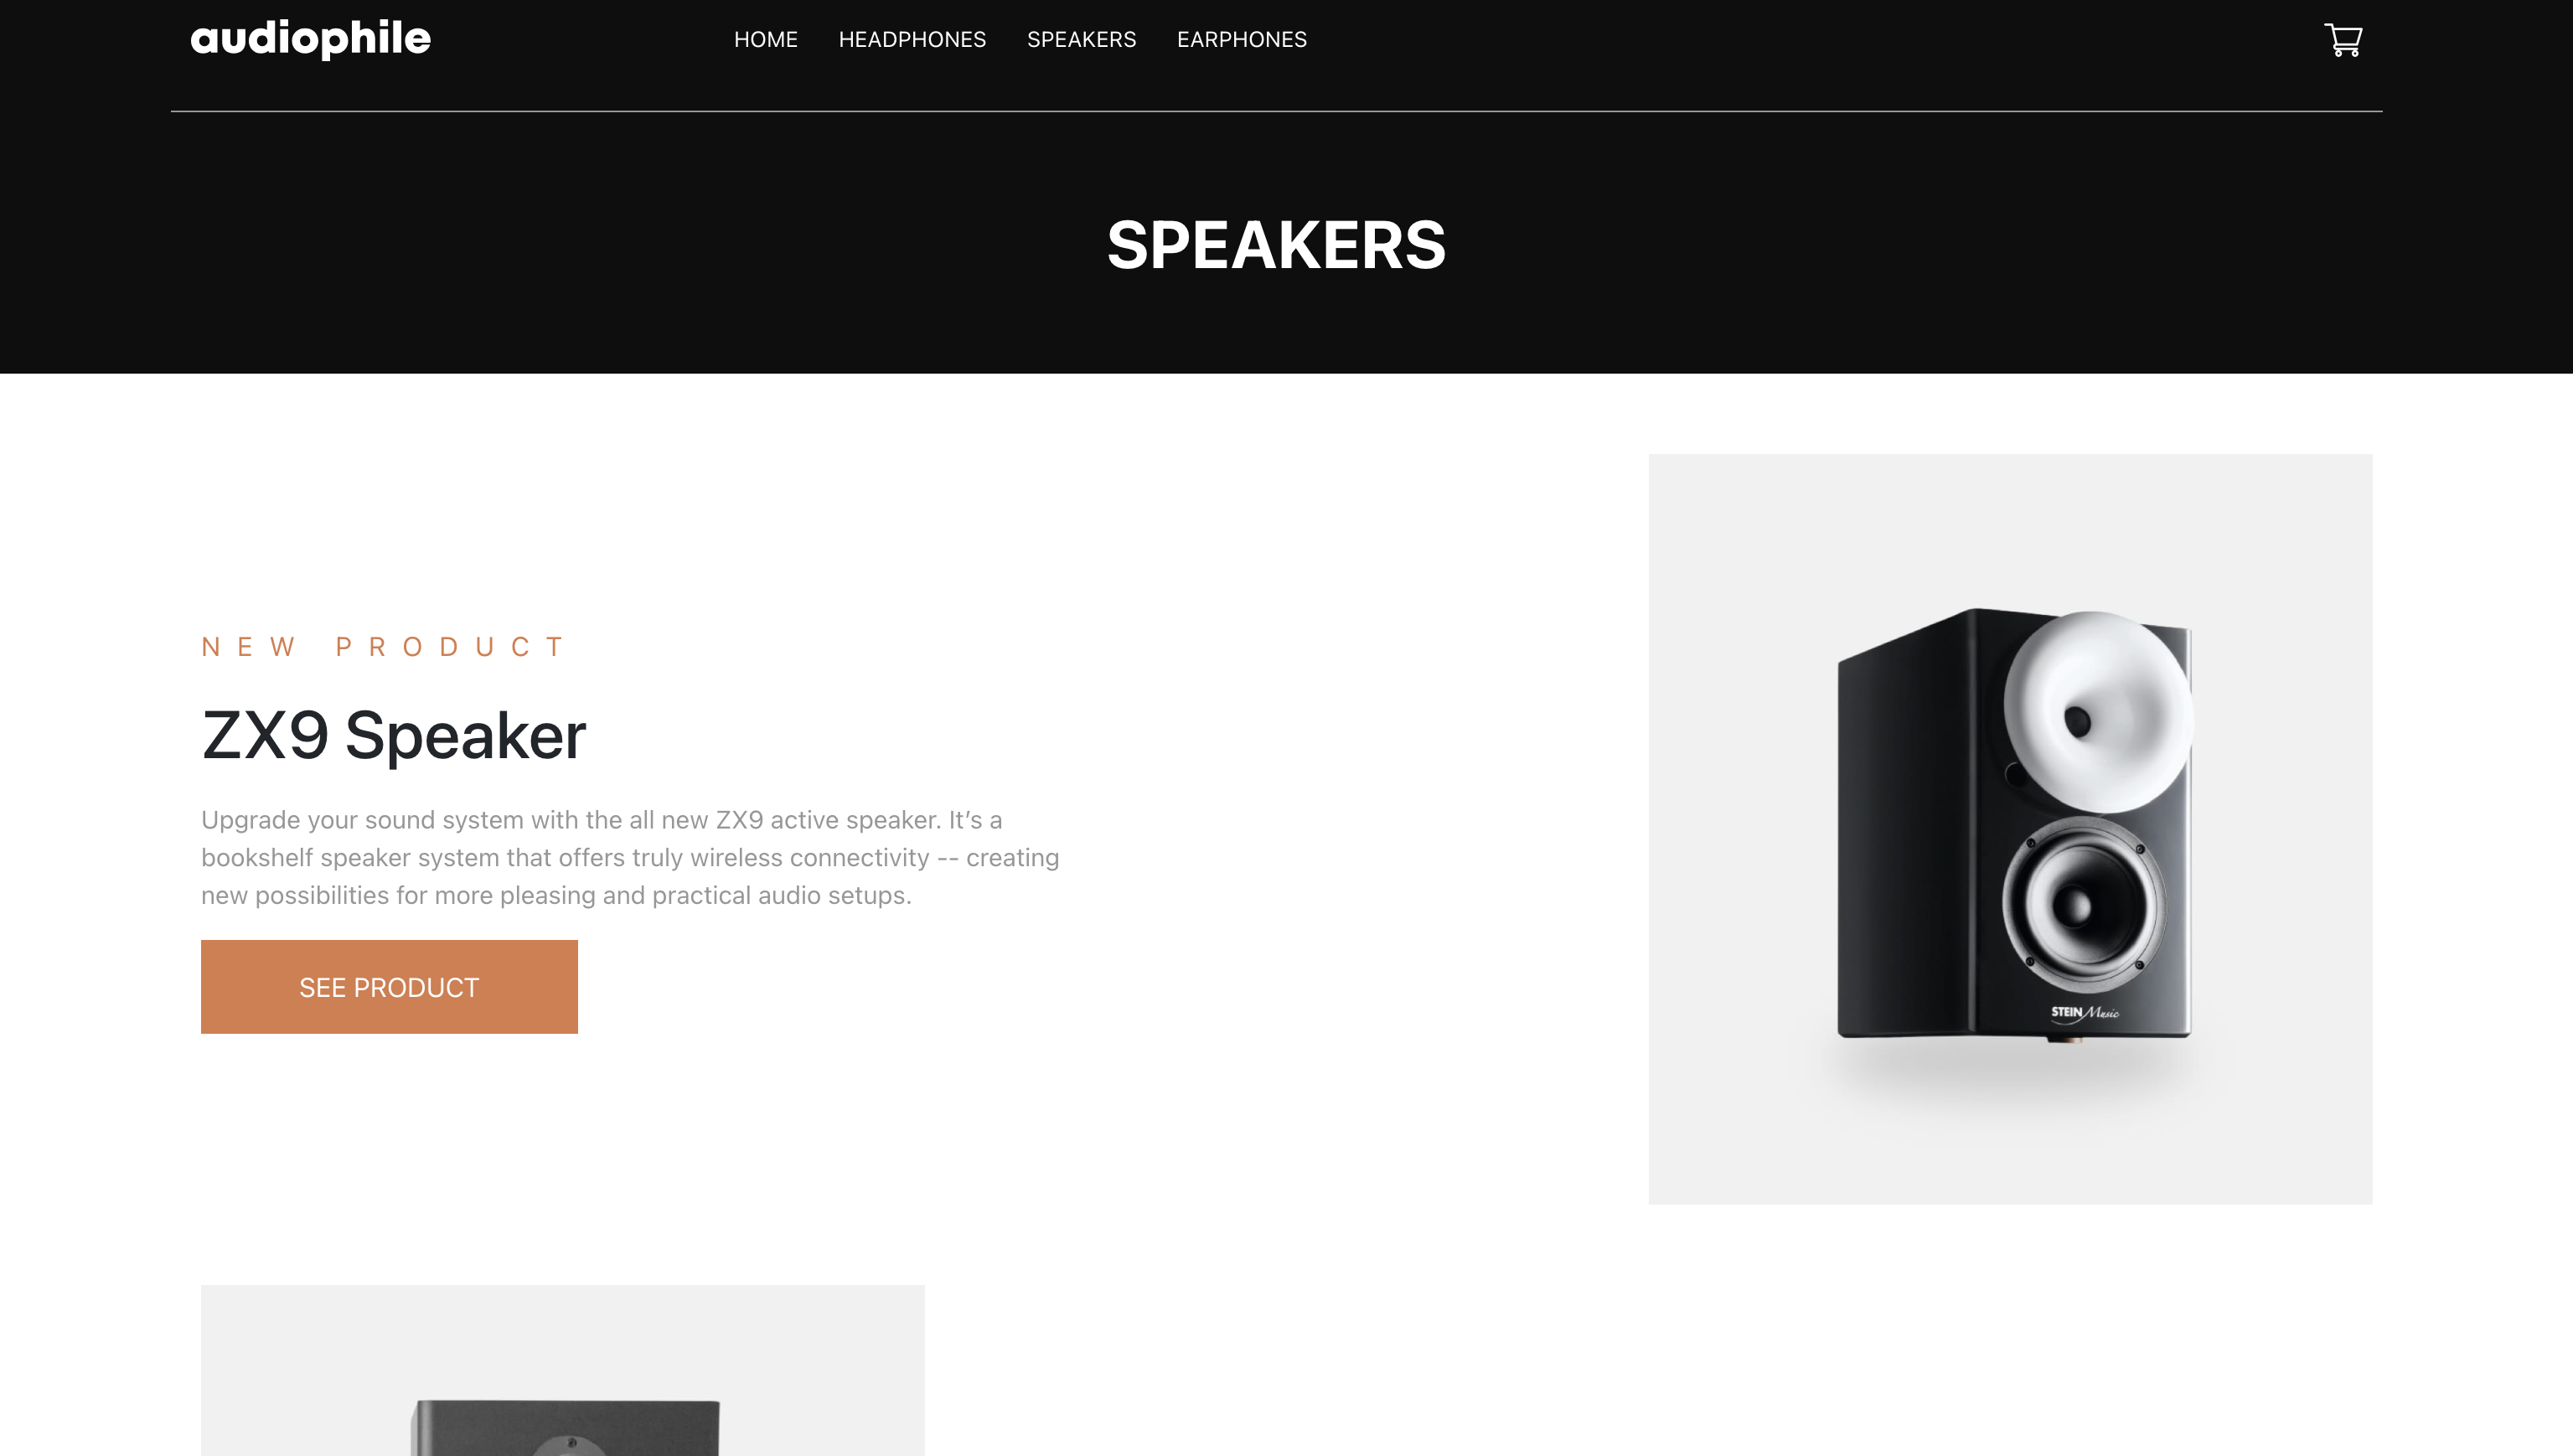 audiophile
HOME HEADPHONES SPEAKERS EARPHONES
SPEAKERS
NEW PRODUCT
ZX9 Speaker
Upgrade your sound system with the all new ZX9 active speaker. It’s a
bookshelf speaker system that offers truly wireless connectivity -- creating
new possibilities for more pleasing and practical audio setups.
SEE PRODUCT
STEIN Music